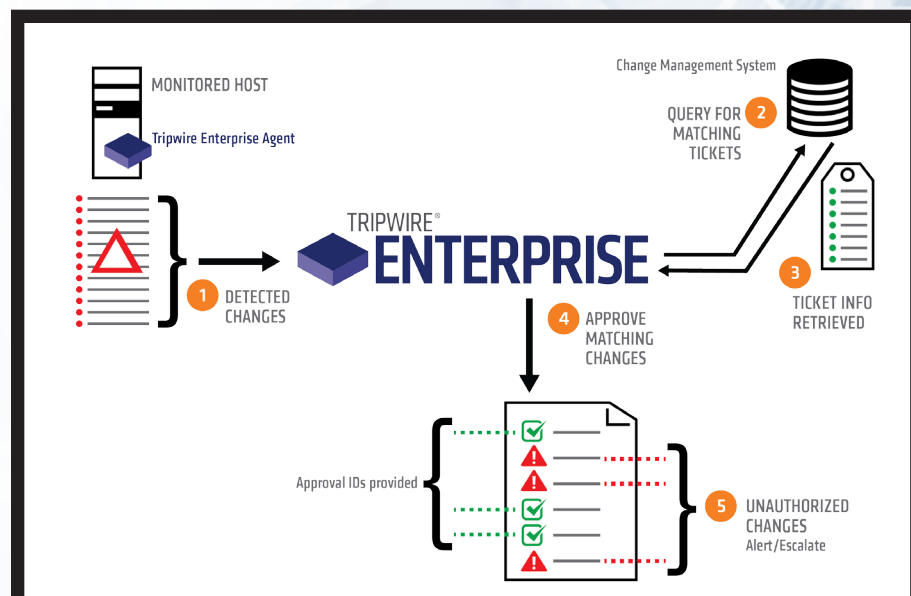 MONITORED HOST
Tripwire Enterprise Agent
Change Management System
2
QUERY FOR
MATCHING
TICKETS
TRIPWIRE®
ENTERPRISE
1
DETECTED
CHANGES
3
TICKET INFO
RETRIEVED
4
APPROVE
MATCHING
CHANGES
Approval IDs provided
5
UNAUTHORIZED
CHANGES
Alert/Escalate